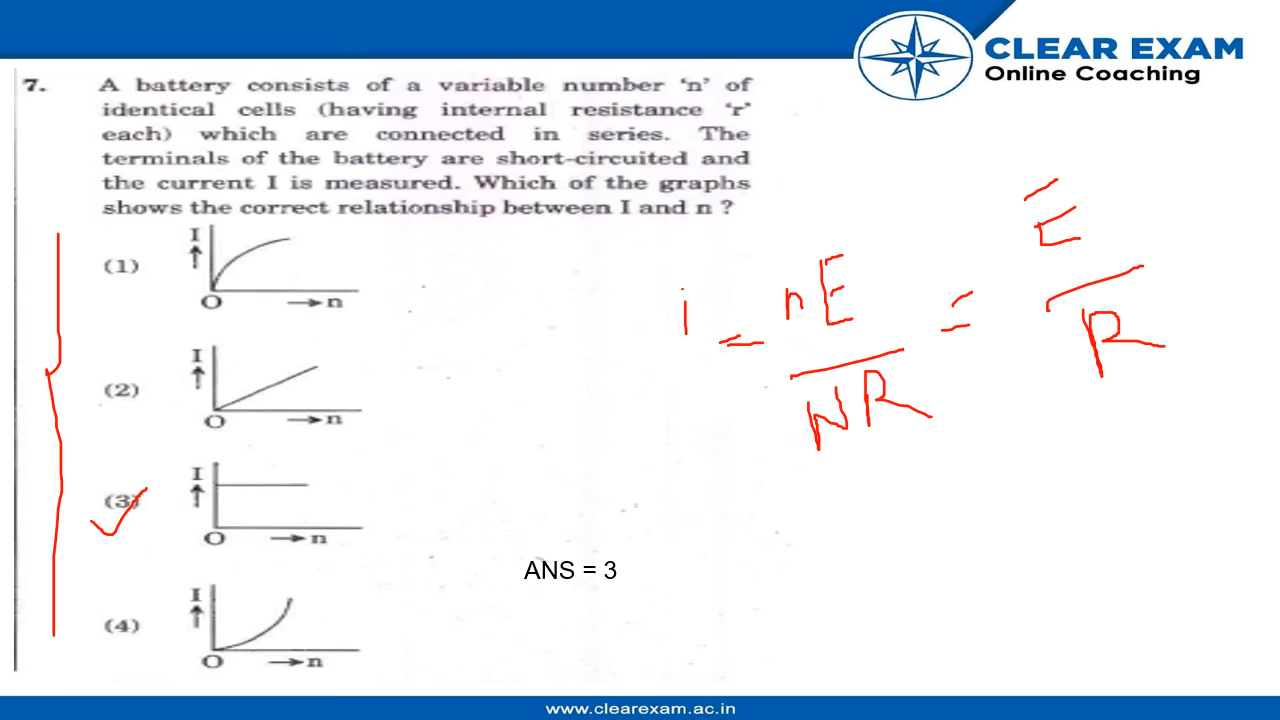 CLEAR EXAM
Online Coaching
7. A battery consists of a variable number 'n' of
identical cells (having internal resistance 'r'
each) which are connected in series. The
terminals of the battery are short-circuited and
the current I is measured. Which of the graphs
shows the correct relationship between I and n ?
(1)
I
O
n
(2)
I
O
n
(3)
I
O
n
(4)
I
O
n
i = nE / NR = E / R
ANS = 3
www.clearexam.ac.in